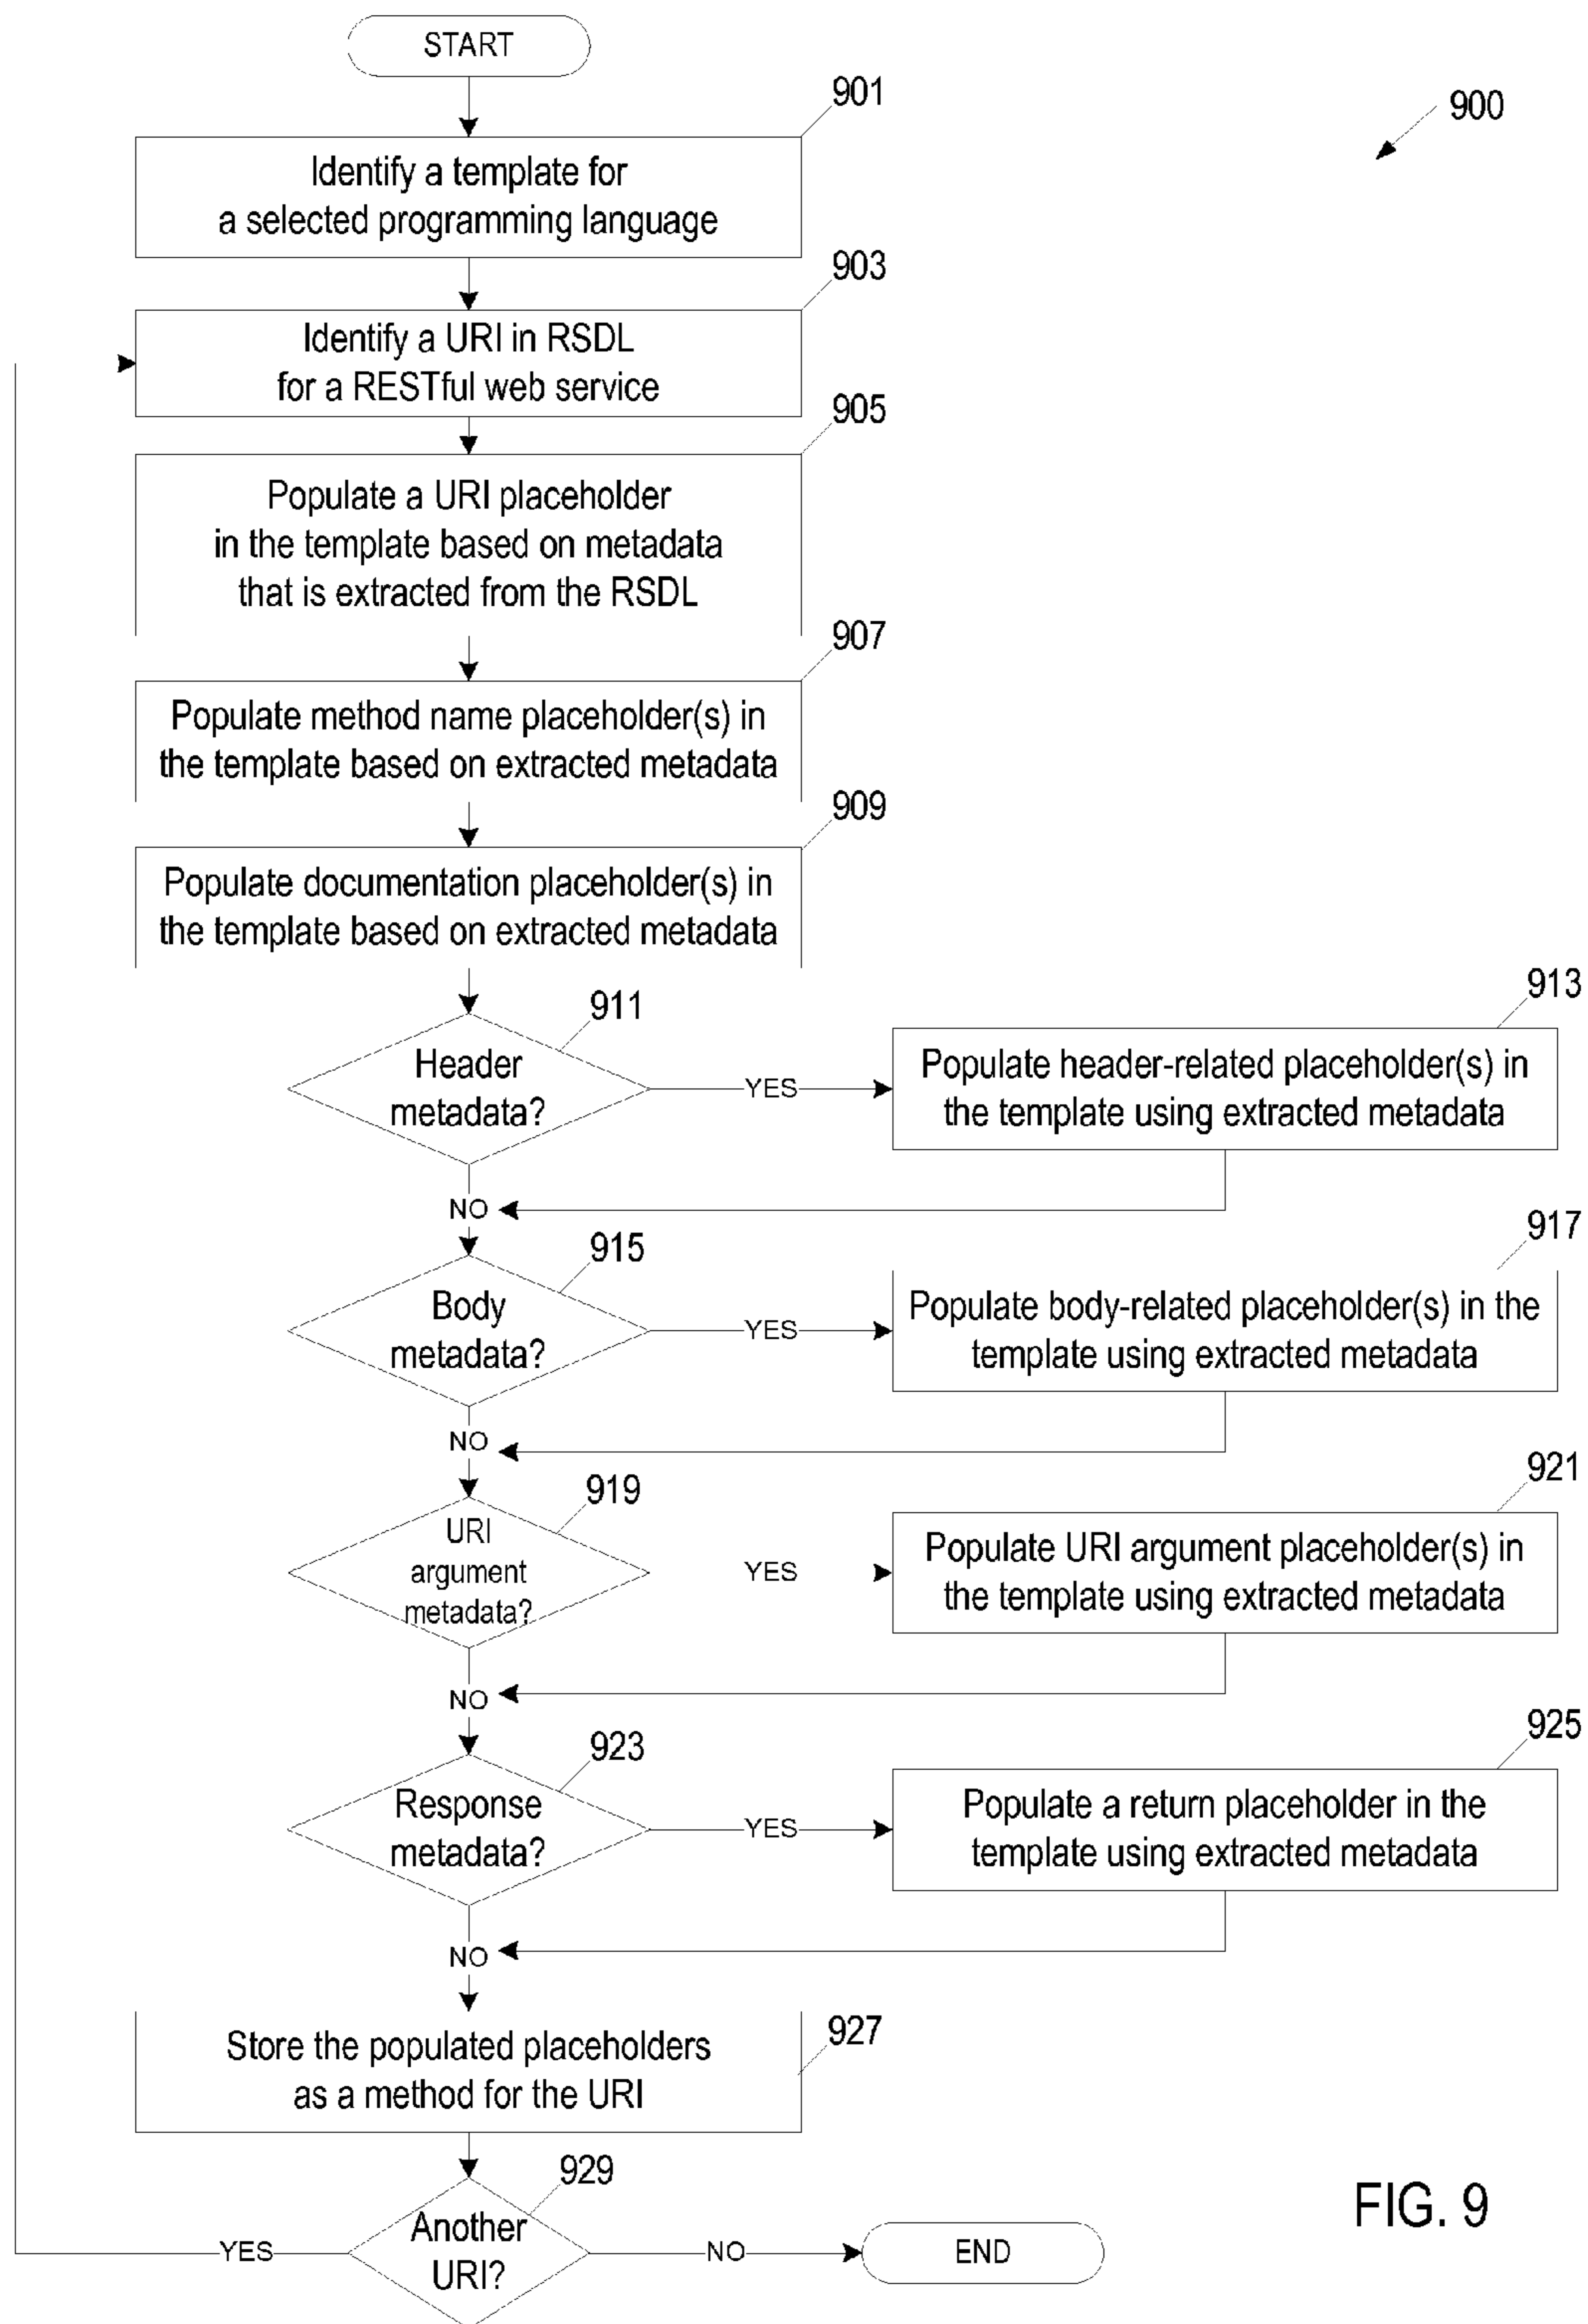 START
901
900
Identify a template for
a selected programming language
903
Identify a URI in RSDL
for a RESTful web service
905
Populate a URI placeholder
in the template based on metadata
that is extracted from the RSDL
907
Populate method name placeholder(s) in
the template based on extracted metadata
909
Populate documentation placeholder(s) in
the template based on extracted metadata
911
Header
metadata?
YES
913
Populate header-related placeholder(s) in
the template using extracted metadata
NO
915
Body
metadata?
YES
917
Populate body-related placeholder(s) in the
template using extracted metadata
NO
919
URI
argument
metadata?
YES
921
Populate URI argument placeholder(s) in
the template using extracted metadata
NO
923
Response
metadata?
YES
925
Populate a return placeholder in the
template using extracted metadata
NO
Store the populated placeholders
as a method for the URI
927
929
Another
URI?
YES
NO
END
FIG. 9